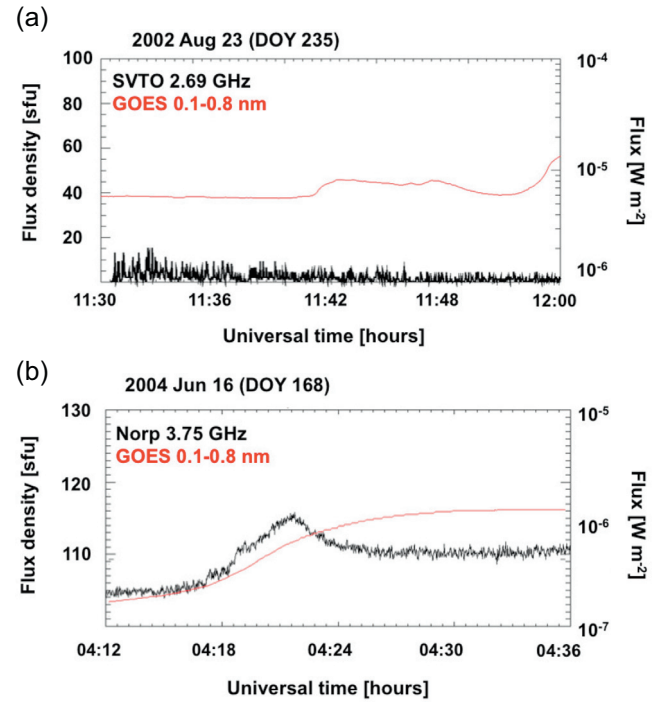 (a)
2002 Aug 23 (DOY 235)
SVTO 2.69 GHz
GOES 0.1-0.8 nm
Flux density [sfu]
100
80
60
40
20
10⁻⁴
10⁻⁵
10⁻⁶
Flux [W m⁻²]
11:30 11:36 11:42 11:48 12:00
Universal time [hours]
(b)
2004 Jun 16 (DOY 168)
Norp 3.75 GHz
GOES 0.1-0.8 nm
Flux density [sfu]
130
120
110
10⁻⁵
10⁻⁶
10⁻⁷
Flux [W m⁻²]
04:12 04:18 04:24 04:30 04:36
Universal time [hours]